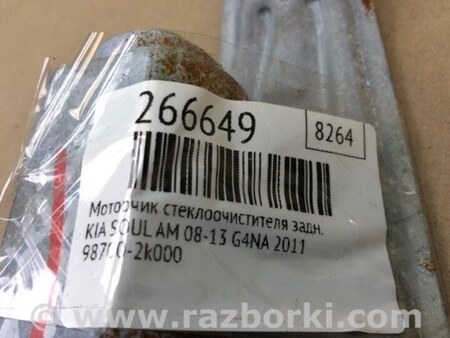 266649
8264
Моторчик стеклоочистителя задн.
KIA SOUL AM 08-13 G4NA 2011
98700-2k000
© www.razborki.com